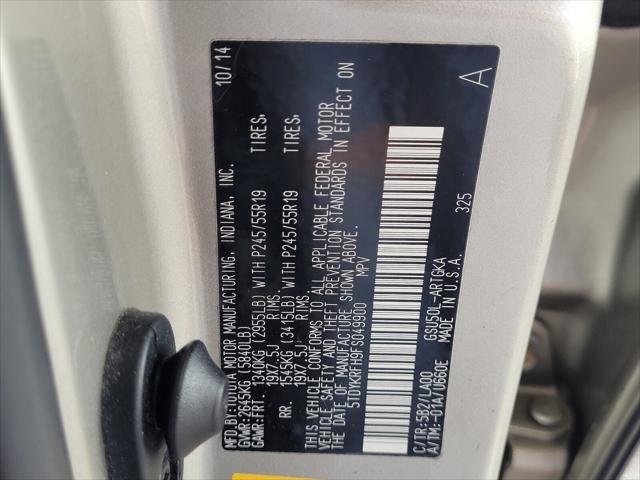 MFD.BY:TOYOTA MOTOR MANUFACTURING, INDIANA, INC. 10/14
GVWR:2645KG(5840LB)
GAWR:FRT. 1340KG (2955LB) WITH P245/55R19 TIRES,
19X7.5J RIMS,
RR. 1545KG (3415LB) WITH P245/55R19 TIRES,
19X7.5J RIMS,
THIS VEHICLE CONFORMS TO ALL APPLICABLE FEDERAL MOTOR
VEHICLE SAFETY AND THEFT PREVENTION STANDARDS IN EFFECT ON
THE DATE OF MANUFACTURE SHOWN ABOVE.
5TDYKRFH9FS049900 MPV
C/TR:5B2/LA00 GSU50L-ARTGKA
A/TM:-01A/U660E MADE IN U.S.A.
325
A